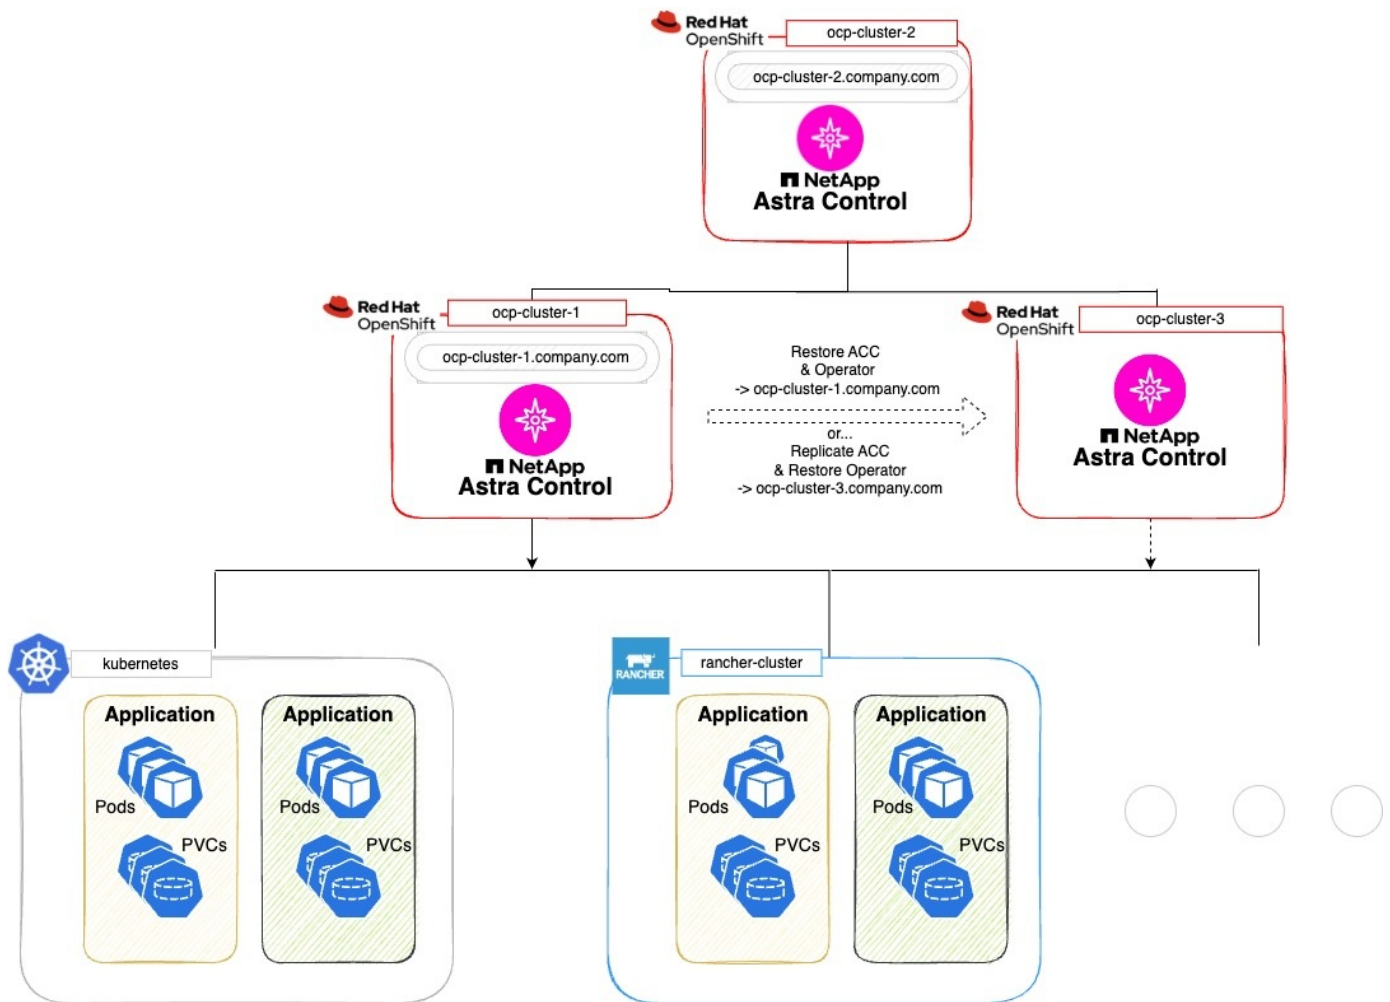 Red Hat
OpenShift
ocp-cluster-2
ocp-cluster-2.company.com
NetApp
Astra Control
Red Hat
OpenShift
ocp-cluster-1
ocp-cluster-1.company.com
NetApp
Astra Control
Restore ACC
& Operator
-> ocp-cluster-1.company.com
or...
Replicate ACC
& Restore Operator
-> ocp-cluster-3.company.com
Red Hat
OpenShift
ocp-cluster-3
NetApp
Astra Control
kubernetes
Application
Pods
PVCs
Application
Pods
PVCs
RANCHER
rancher-cluster
Application
Pods
PVCs
Application
Pods
PVCs